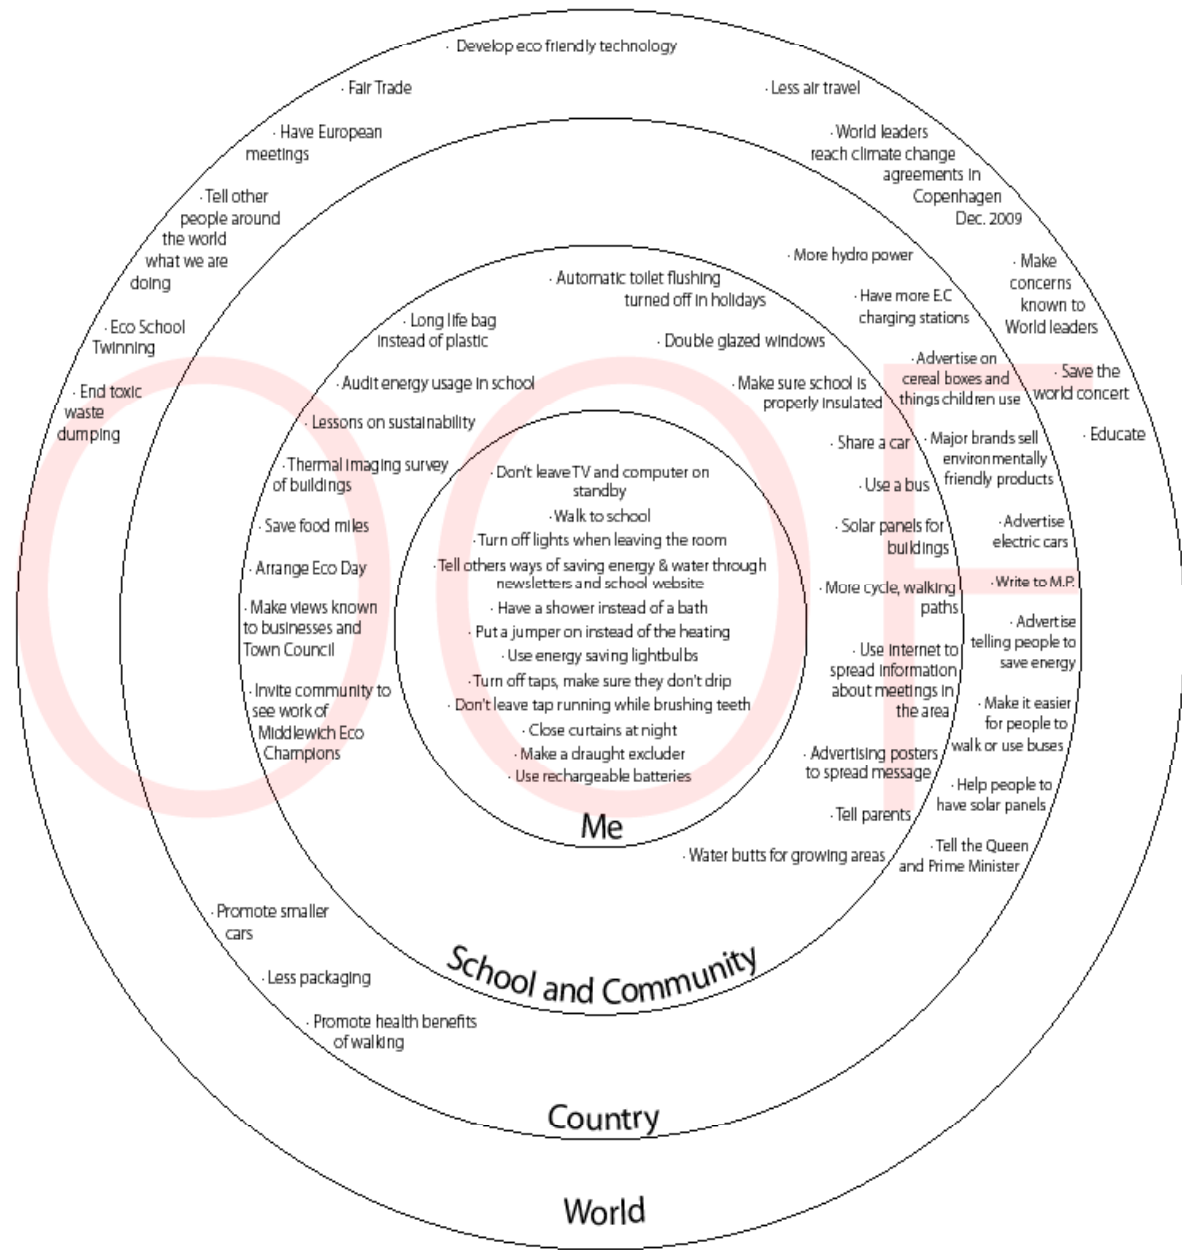 · Develop eco friendly technology
· Fair Trade
· Have European
meetings
· Tell other
people around
the world
what we are
doing
· Eco School
Twinning
· End toxic
waste
dumping
· Less air travel
· World leaders
reach climate change
agreements in
Copenhagen
Dec. 2009
· Make
concerns
known to
World leaders
· Save the
world concert
· Educate
· More hydro power
· Have more E.C
charging stations
· Advertise on
cereal boxes and
things children use
· Major brands sell
environmentally
friendly products
· Advertise
electric cars
· Write to M.P.
· Advertise
telling people to
save energy
· Make it easier
for people to
walk or use buses
· Help people to
have solar panels
· Tell the Queen
and Prime Minister
· Promote smaller
cars
· Less packaging
· Promote health benefits
of walking
· Automatic toilet flushing
turned off in holidays
· Long life bag
instead of plastic
· Audit energy usage in school
· Lessons on sustainability
· Thermal imaging survey
of buildings
· Save food miles
· Arrange Eco Day
· Make views known
to businesses and
Town Council
· Invite community to
see work of
Middlewich Eco
Champions
· Double glazed windows
· Make sure school is
properly insulated
· Share a car
· Use a bus
· Solar panels for
buildings
· More cycle, walking
paths
· Use internet to
spread information
about meetings in
the area
· Advertising posters
to spread message
· Tell parents
· Water butts for growing areas
· Don't leave TV and computer on
standby
· Walk to school
· Turn off lights when leaving the room
· Tell others ways of saving energy & water through
newsletters and school website
· Have a shower instead of a bath
· Put a jumper on instead of the heating
· Use energy saving lightbulbs
· Turn off taps, make sure they don't drip
· Don't leave tap running while brushing teeth
· Close curtains at night
· Make a draught excluder
· Use rechargeable batteries
Me
School and Community
Country
World
OOF